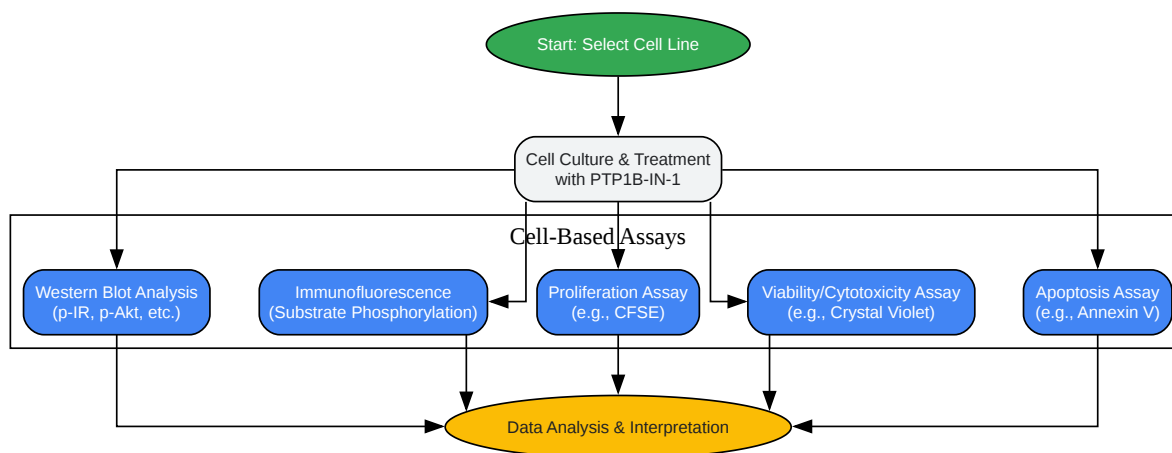 Start: Select Cell Line
Cell Culture & Treatment
with PTP1B-IN-1
Cell-Based Assays
Western Blot Analysis
(p-IR, p-Akt, etc.)
Immunofluorescence
(Substrate Phosphorylation)
Proliferation Assay
(e.g., CFSE)
Viability/Cytotoxicity Assay
(e.g., Crystal Violet)
Apoptosis Assay
(e.g., Annexin V)
Data Analysis & Interpretation